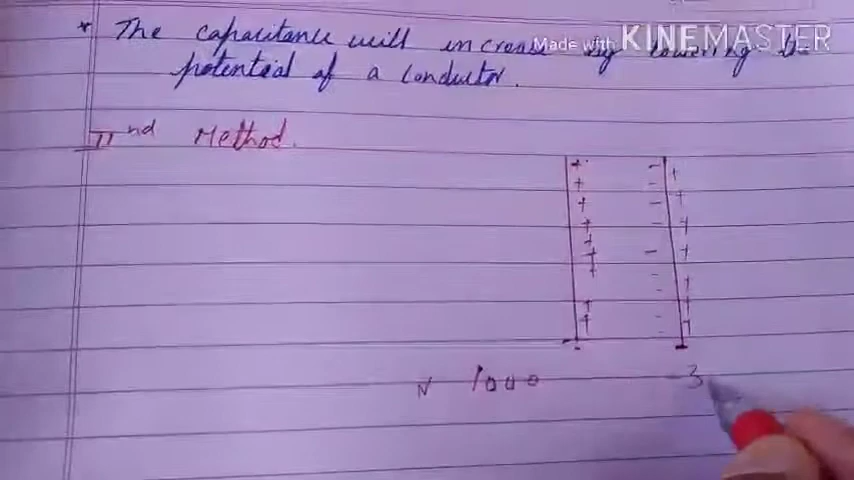 * The capacitance will increase by lowering the
potential of a conductor.
Made with KINEMASTER
IInd Method.
+ - +
+ - +
+ - +
+ - +
+ - +
+ -
+ - +
+ - +
+ - +
V 1000 -3